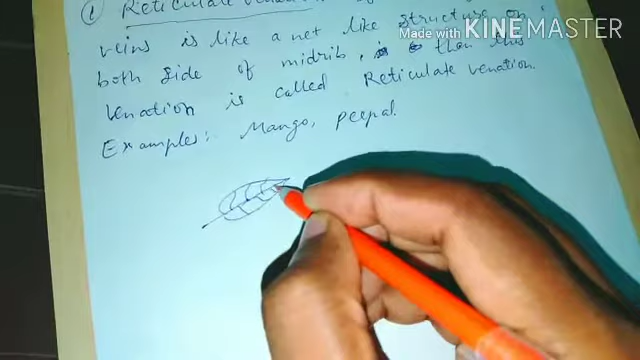 ① Reticulate
veins is like a net like structure on
both side of midrib, than this
venation is called Reticulate venation.
Examples: Mango, peepal.
Made with KINEMASTER